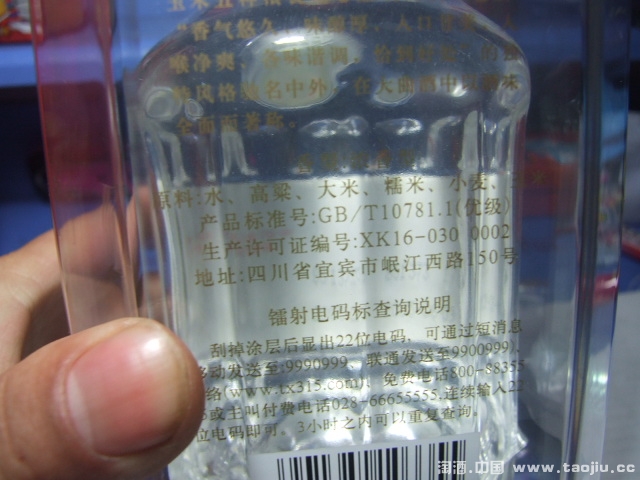 "香气悠久、味醇厚、入口甘美、入
喉净爽、各味谐调、恰到好处"的独
特风格闻名中外，在大曲酒中以酒味
全面而著称。
原料:水、高粱、大米、糯米、小麦、玉米
产品标准号:GB/T10781.1(优级)
生产许可证编号:XK16-030 0002
地址:四川省宜宾市岷江西路150号
镭射电码标查询说明
刮掉涂层后显出22位电码，可通过短消息
移动发送至:9990999、联通发送至9900999)、
网络(www.tx315.com)、免费电话800-88355
或主叫付费电话028-66655555,连续输入22
位电码即可。3小时之内可以重复查询。
淘酒.中国 www.taojiu.cc